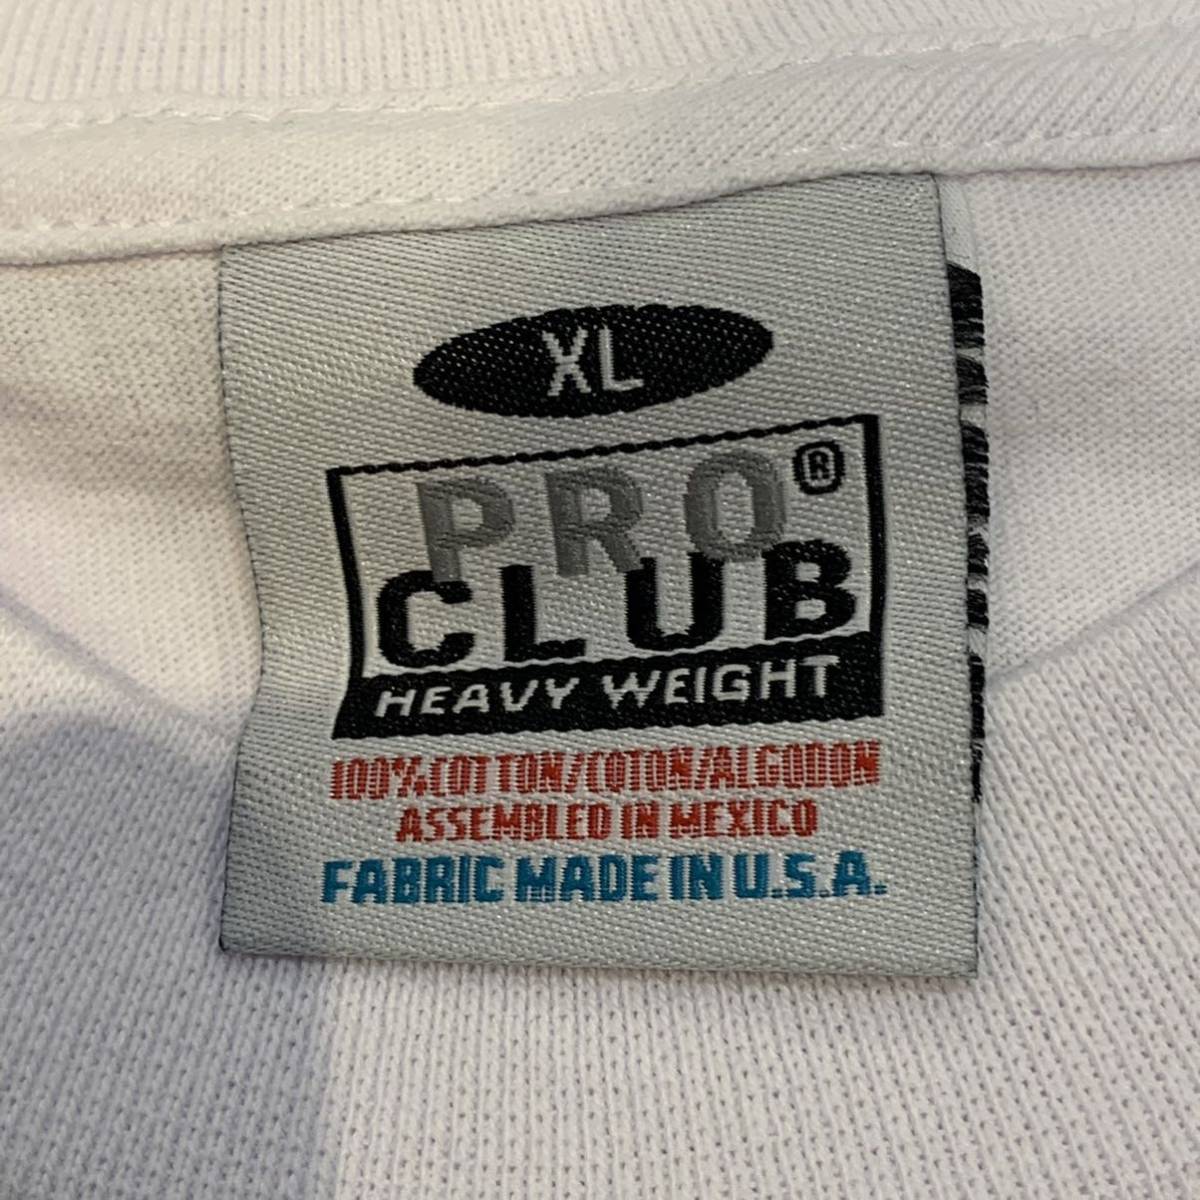 XL
PRO®
CLUB
HEAVY WEIGHT
100% COTTON/COTON/ALGODON
ASSEMBLED IN MEXICO
FABRIC MADE IN U.S.A.